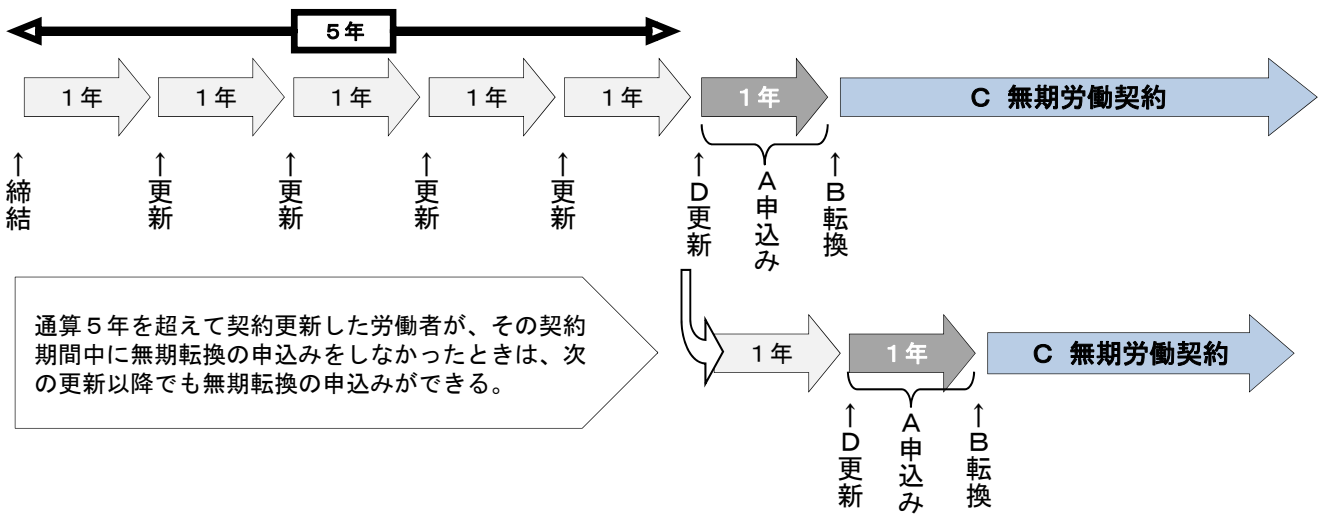 5年
1年
1年
1年
1年
1年
1年
C 無期労働契約
↑締結
↑更新
↑更新
↑更新
↑更新
↑D更新
A申込み
↑B転換
通算5年を超えて契約更新した労働者が、その契約
期間中に無期転換の申込みをしなかったときは、次
の更新以降でも無期転換の申込みができる。
1年
1年
C 無期労働契約
↑D更新
A申込み
↑B転換